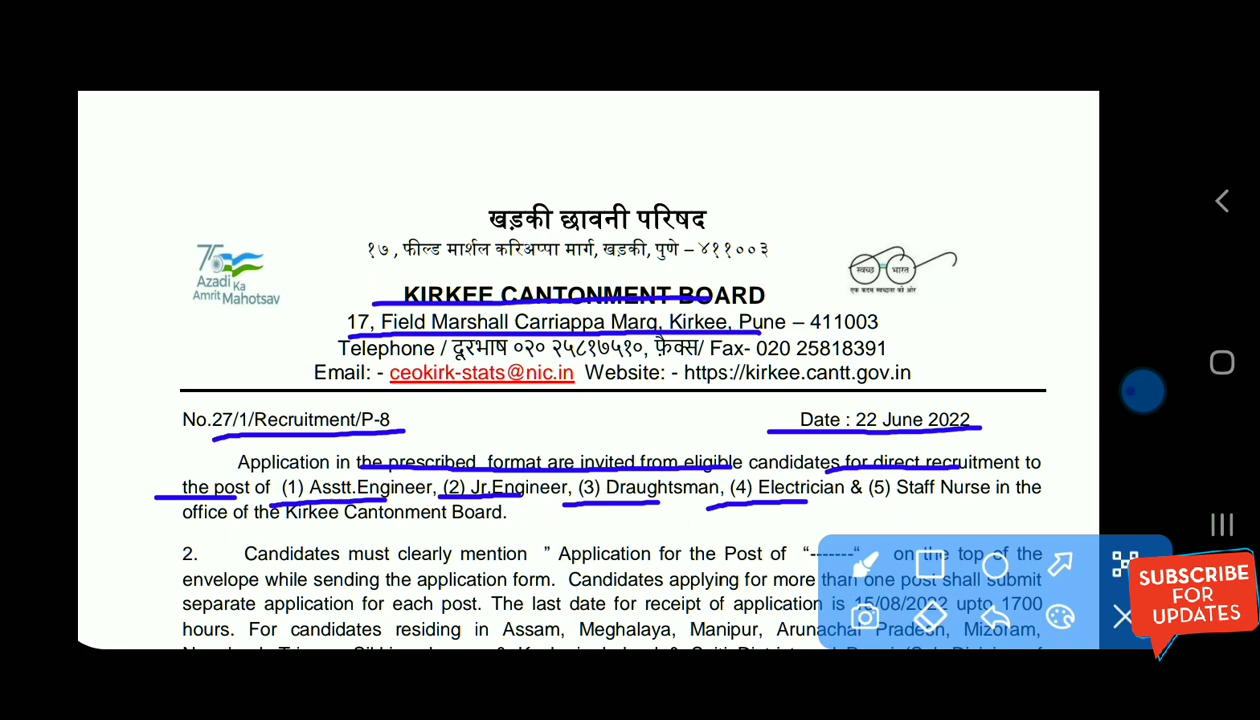 खड़की छावनी परिषद
१७, फील्ड मार्शल करिअप्पा मार्ग, खड़की, पुणे – ४११००३
75
Azadi Ka
Amrit Mahotsav
स्वच्छ भारत
एक कदम स्वच्छता की ओर
KIRKEE CANTONMENT BOARD
17, Field Marshall Carriappa Marg, Kirkee, Pune – 411003
Telephone / दूरभाष ०२० २५८१७५१०, फ़ैक्स/ Fax- 020 25818391
Email: - ceokirk-stats@nic.in Website: - https://kirkee.cantt.gov.in
No.27/1/Recruitment/P-8 Date : 22 June 2022
Application in the prescribed format are invited from eligible candidates for direct recruitment to
the post of (1) Asstt.Engineer, (2) Jr.Engineer, (3) Draughtsman, (4) Electrician & (5) Staff Nurse in the
office of the Kirkee Cantonment Board.
2. Candidates must clearly mention ” Application for the Post of “-------“ on the top of the
envelope while sending the application form. Candidates applying for more than one post shall submit
separate application for each post. The last date for receipt of application is 15/08/2022 upto 1700
hours. For candidates residing in Assam, Meghalaya, Manipur, Arunachal Pradesh, Mizoram,
SUBSCRIBE
FOR
UPDATES